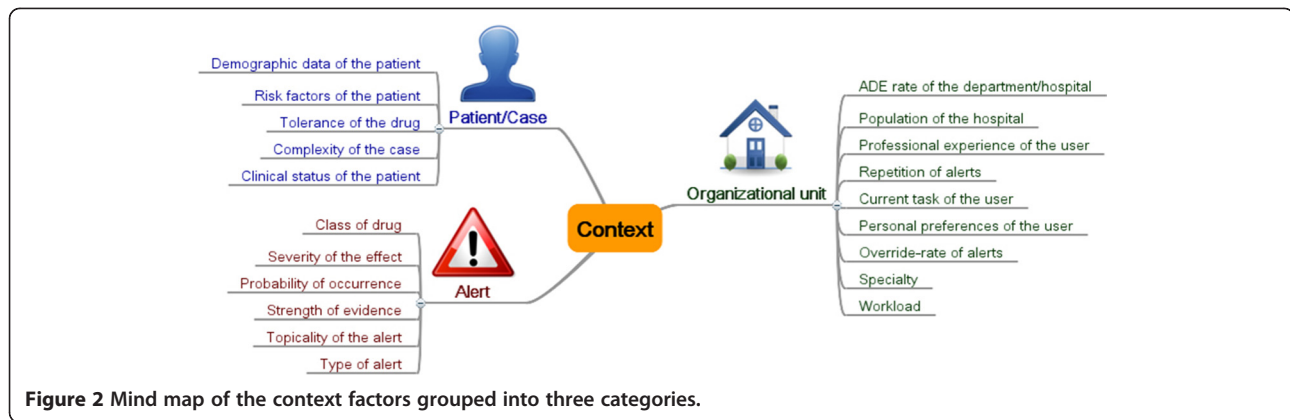 Demographic data of the patient
Risk factors of the patient
Tolerance of the drug
Complexity of the case
Clinical status of the patient
Patient/Case
Class of drug
Severity of the effect
Probability of occurrence
Strength of evidence
Topicality of the alert
Type of alert
Alert
Context
Organizational unit
ADE rate of the department/hospital
Population of the hospital
Professional experience of the user
Repetition of alerts
Current task of the user
Personal preferences of the user
Override-rate of alerts
Specialty
Workload
Figure 2 Mind map of the context factors grouped into three categories.